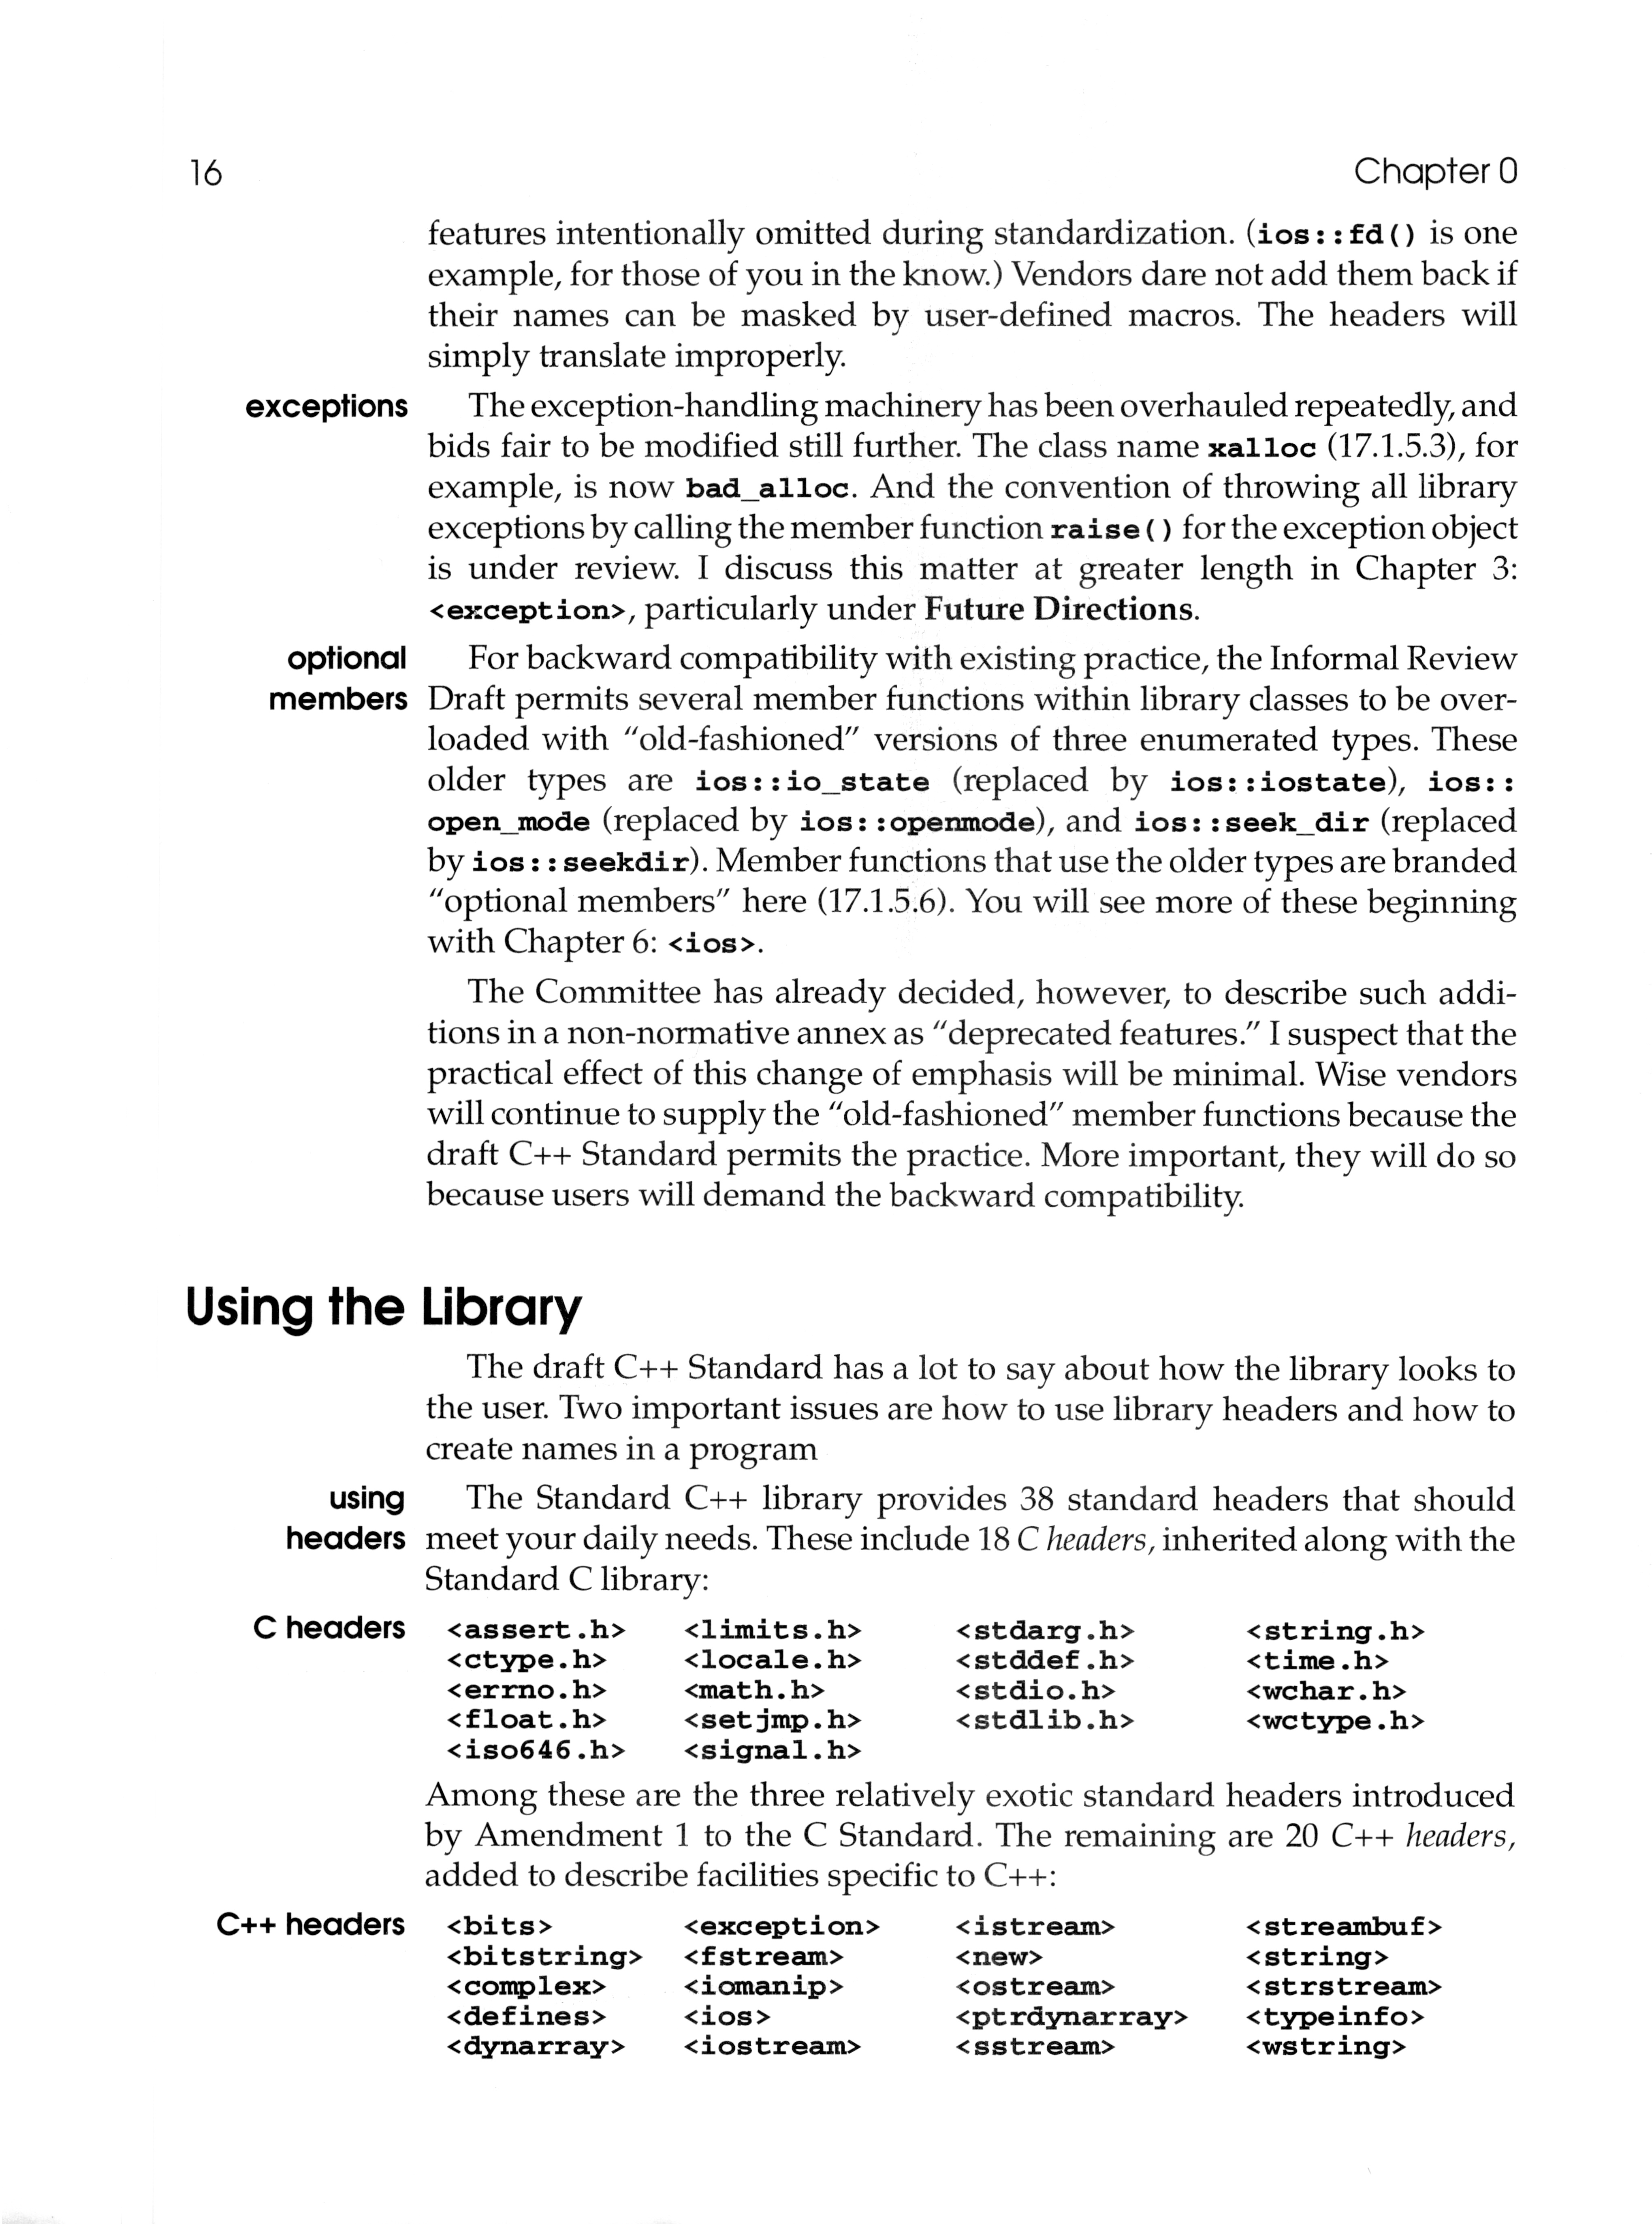 16 Chapter 0
features intentionally omitted during standardization. (ios::fd() is one
example, for those of you in the know.) Vendors dare not add them back if
their names can be masked by user-defined macros. The headers will
simply translate improperly.
exceptions The exception-handling machinery has been overhauled repeatedly, and
bids fair to be modified still further. The class name xalloc (17.1.5.3), for
example, is now bad_alloc. And the convention of throwing all library
exceptions by calling the member function raise() for the exception object
is under review. I discuss this matter at greater length in Chapter 3:
<exception>, particularly under Future Directions.
optional For backward compatibility with existing practice, the Informal Review
members Draft permits several member functions within library classes to be over-
loaded with "old-fashioned" versions of three enumerated types. These
older types are ios::io_state (replaced by ios::iostate), ios::
open_mode (replaced by ios::openmode), and ios::seek_dir (replaced
by ios::seekdir). Member functions that use the older types are branded
"optional members" here (17.1.5.6). You will see more of these beginning
with Chapter 6: <ios>.
The Committee has already decided, however, to describe such addi-
tions in a non-normative annex as "deprecated features." I suspect that the
practical effect of this change of emphasis will be minimal. Wise vendors
will continue to supply the "old-fashioned" member functions because the
draft C++ Standard permits the practice. More important, they will do so
because users will demand the backward compatibility.
Using the Library
The draft C++ Standard has a lot to say about how the library looks to
the user. Two important issues are how to use library headers and how to
create names in a program
using The Standard C++ library provides 38 standard headers that should
headers meet your daily needs. These include 18 C headers, inherited along with the
Standard C library:
C headers <assert.h> <limits.h> <stdarg.h> <string.h>
<ctype.h> <locale.h> <stddef.h> <time.h>
<errno.h> <math.h> <stdio.h> <wchar.h>
<float.h> <setjmp.h> <stdlib.h> <wctype.h>
<iso646.h> <signal.h>
Among these are the three relatively exotic standard headers introduced
by Amendment 1 to the C Standard. The remaining are 20 C++ headers,
added to describe facilities specific to C++:
C++ headers <bits> <exception> <istream> <streambuf>
<bitstring> <fstream> <new> <string>
<complex> <iomanip> <ostream> <strstream>
<defines> <ios> <ptrdynarray> <typeinfo>
<dynarray> <iostream> <sstream> <wstring>